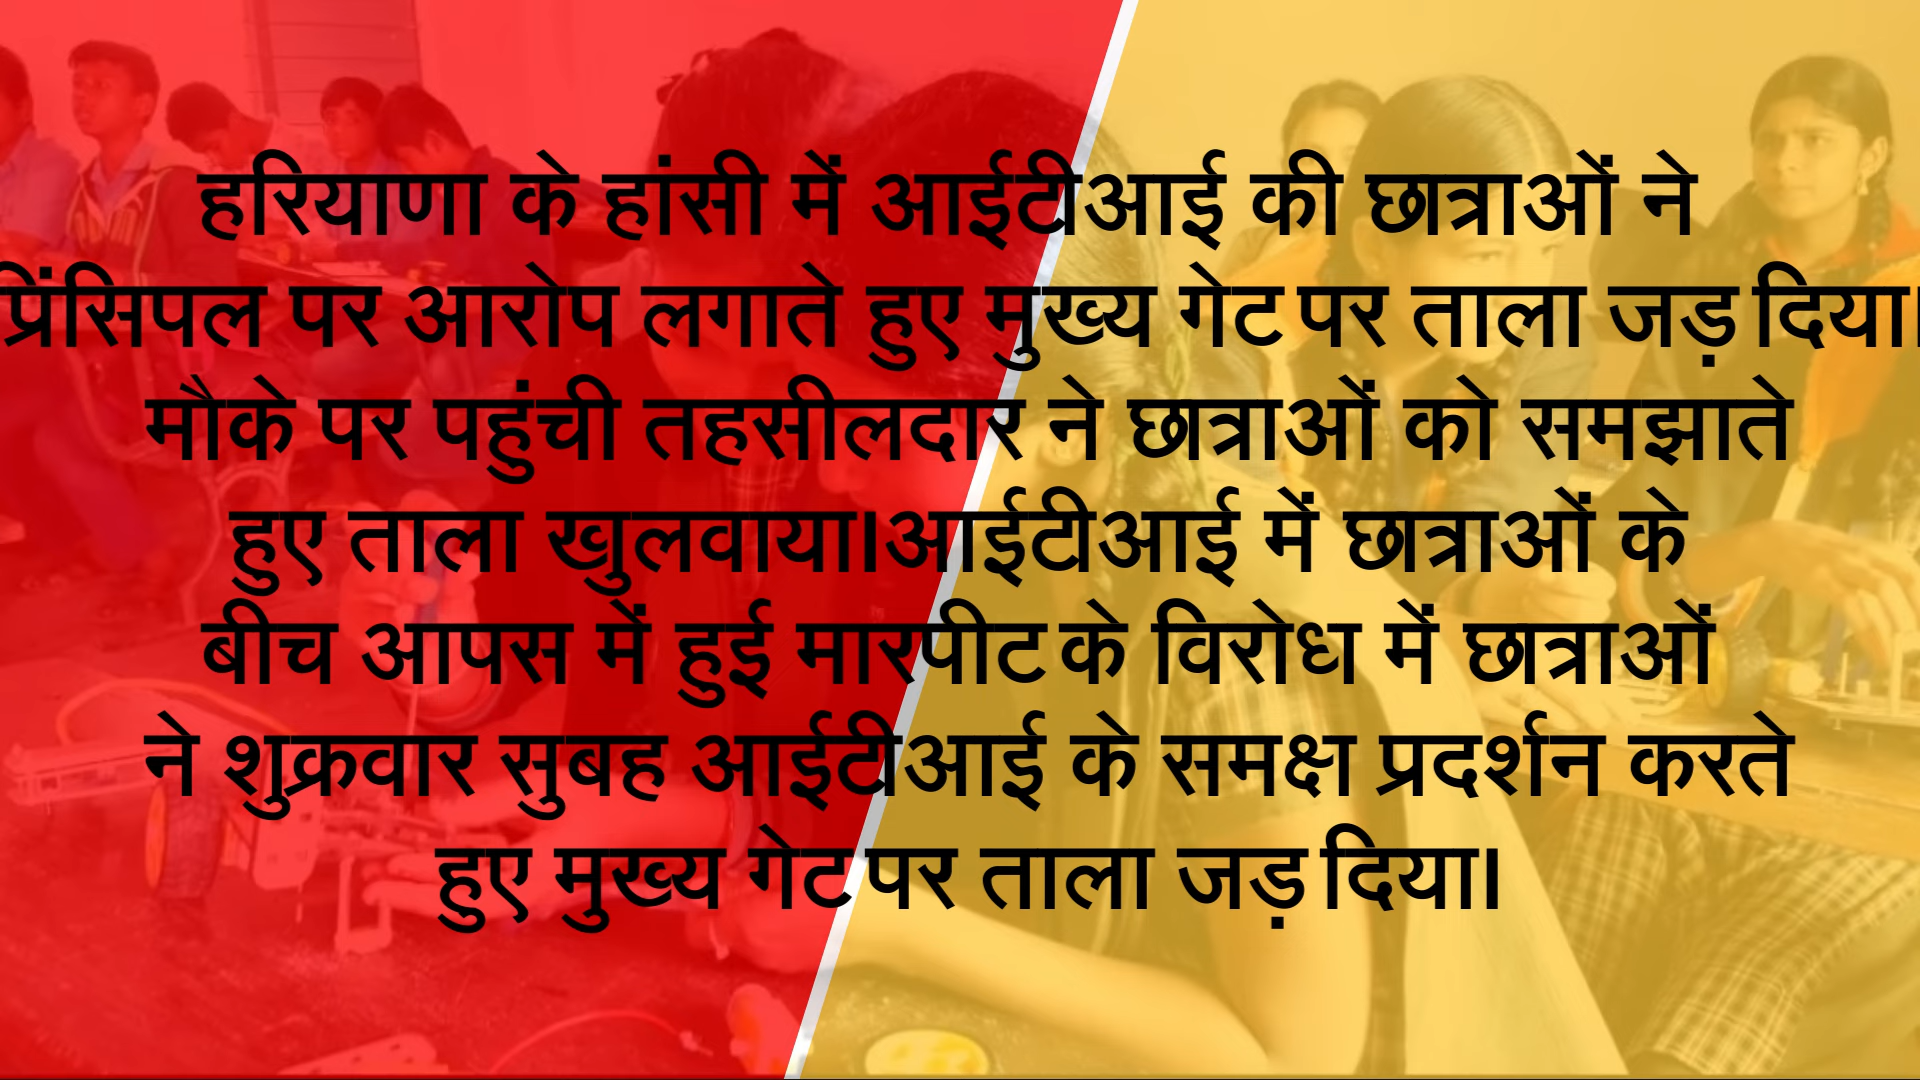 हरियाणा के हांसी में आईटीआई की छात्राओं ने
प्रिंसिपल पर आरोप लगाते हुए मुख्य गेट पर ताला जड़ दिया।
मौके पर पहुंची तहसीलदार ने छात्राओं को समझाते
हुए ताला खुलवाया।आईटीआई में छात्राओं के
बीच आपस में हुई मारपीट के विरोध में छात्राओं
ने शुक्रवार सुबह आईटीआई के समक्ष प्रदर्शन करते
हुए मुख्य गेट पर ताला जड़ दिया।